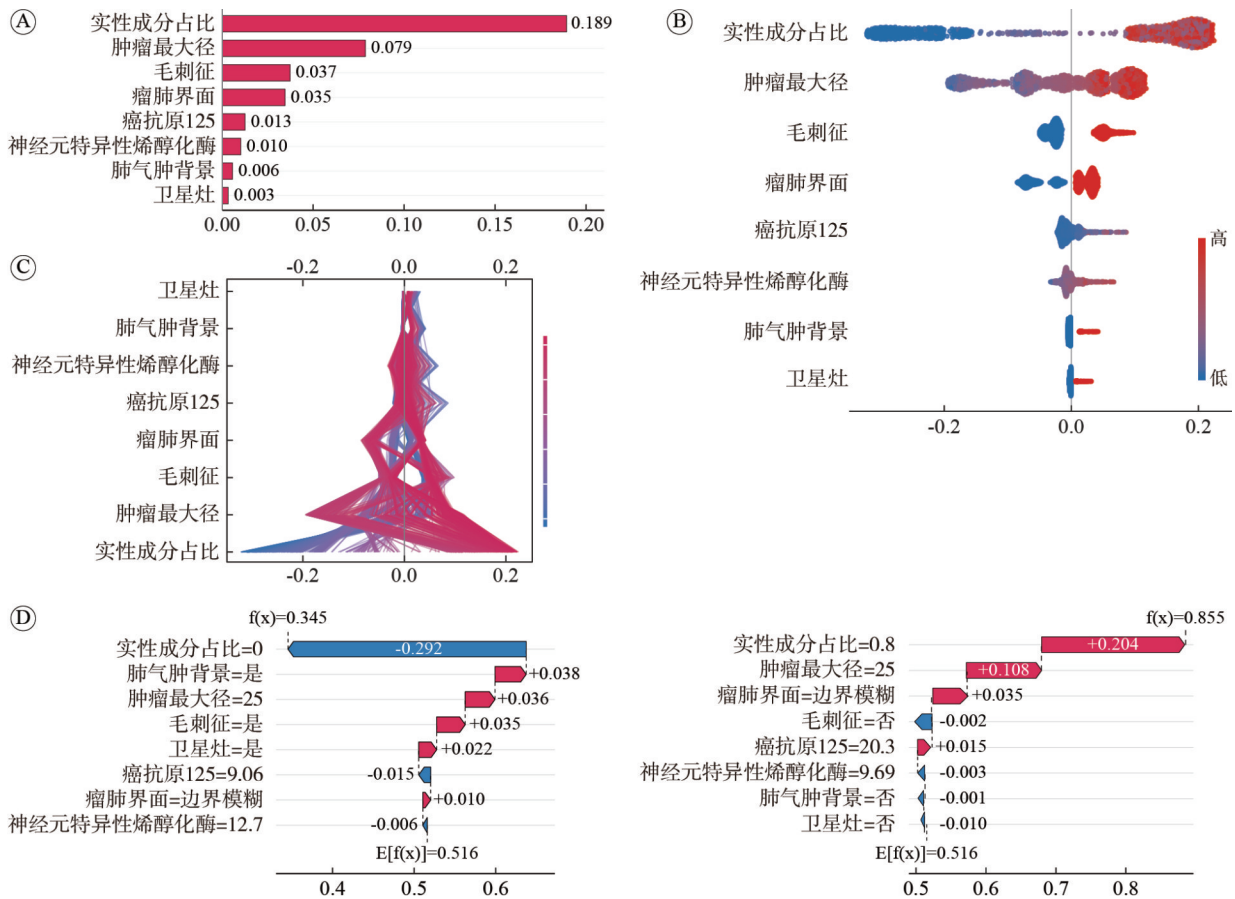 A
实性成分占比
0.189
肿瘤最大径
0.079
毛刺征
0.037
瘤肺界面
0.035
癌抗原125
0.013
神经元特异性烯醇化酶
0.010
肺气肿背景
0.006
卫星灶
0.003
0.00 0.05 0.10 0.15 0.20
B
实性成分占比
肿瘤最大径
毛刺征
瘤肺界面
癌抗原125
神经元特异性烯醇化酶
肺气肿背景
卫星灶
高
低
-0.2 0.0 0.2
C
-0.2 0.0 0.2
卫星灶
肺气肿背景
神经元特异性烯醇化酶
癌抗原125
瘤肺界面
毛刺征
肿瘤最大径
实性成分占比
-0.2 0.0 0.2
D
f(x)=0.345
实性成分占比=0
-0.292
肺气肿背景=是
+0.038
肿瘤最大径=25
+0.036
毛刺征=是
+0.035
卫星灶=是
+0.022
癌抗原125=9.06
-0.015
瘤肺界面=边界模糊
+0.010
神经元特异性烯醇化酶=12.7
-0.006
E[f(x)]=0.516
0.4 0.5 0.6
f(x)=0.855
实性成分占比=0.8
+0.204
肿瘤最大径=25
+0.108
瘤肺界面=边界模糊
+0.035
毛刺征=否
-0.002
癌抗原125=20.3
+0.015
神经元特异性烯醇化酶=9.69
-0.003
肺气肿背景=否
-0.001
卫星灶=否
-0.010
E[f(x)]=0.516
0.5 0.6 0.7 0.8